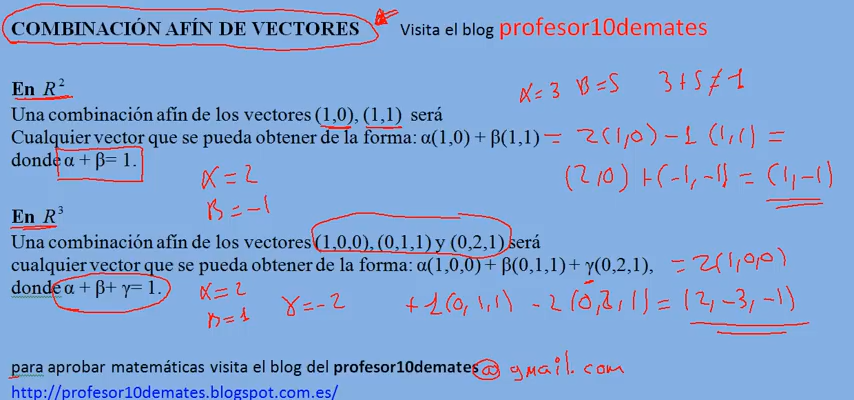 COMBINACIÓN AFÍN DE VECTORES Visita el blog profesor10demates
En R²
α=3 B=5 3+5≠1
Una combinación afín de los vectores (1,0), (1,1) será
Cualquier vector que se pueda obtener de la forma: α(1,0) + β(1,1) = 2(1,0) -1 (1,1) =
donde α + β= 1.
(2,0) +(-1,-1) = (1,-1)
α=2
B=-1
En R³
Una combinación afín de los vectores (1,0,0), (0,1,1) y (0,2,1) será
cualquier vector que se pueda obtener de la forma: α(1,0,0) + β(0,1,1) + γ(0,2,1), =2(1,0,0)
donde α + β+ γ= 1.
α=2
B=1
γ=-2
+1(0,1,1) -2(0,2,1)=(2,-3,-1)
para aprobar matemáticas visita el blog del profesor10demates@gmail.com
http://profesor10demates.blogspot.com.es/